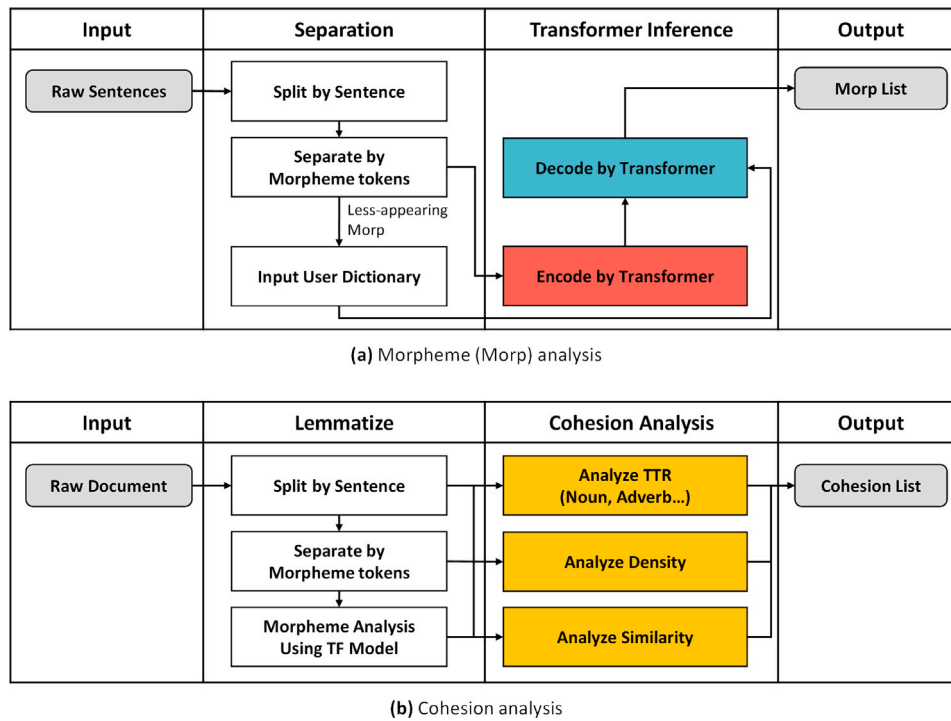 Input
Separation
Transformer Inference
Output
Raw Sentences
Split by Sentence
Morp List
Separate by
Morpheme tokens
Decode by Transformer
Less-appearing
Morp
Input User Dictionary
Encode by Transformer
(a) Morpheme (Morp) analysis
Input
Lemmatize
Cohesion Analysis
Output
Raw Document
Split by Sentence
Analyze TTR
(Noun, Adverb...)
Cohesion List
Separate by
Morpheme tokens
Analyze Density
Morpheme Analysis
Using TF Model
Analyze Similarity
(b) Cohesion analysis